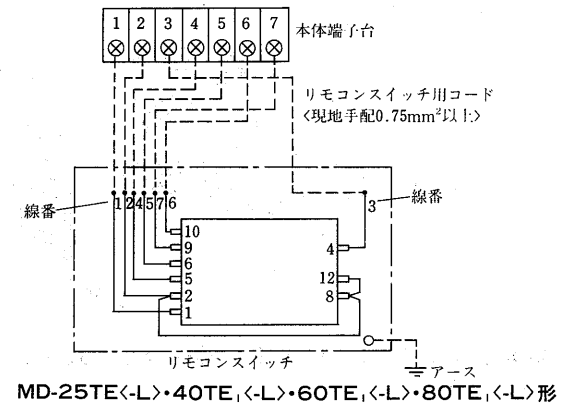 1 2 3 4 5 6 7
本体端子台
リモコンスイッチ用コード
〈現地手配0.75mm²以上〉
線番
1 2 4 5 7 6
3
線番
10
9
6
5
2
1
4
12
8
リモコンスイッチ
アース
MD-25TE〈-L〉・40TE₁〈-L〉・60TE₁〈-L〉・80TE₁〈-L〉形